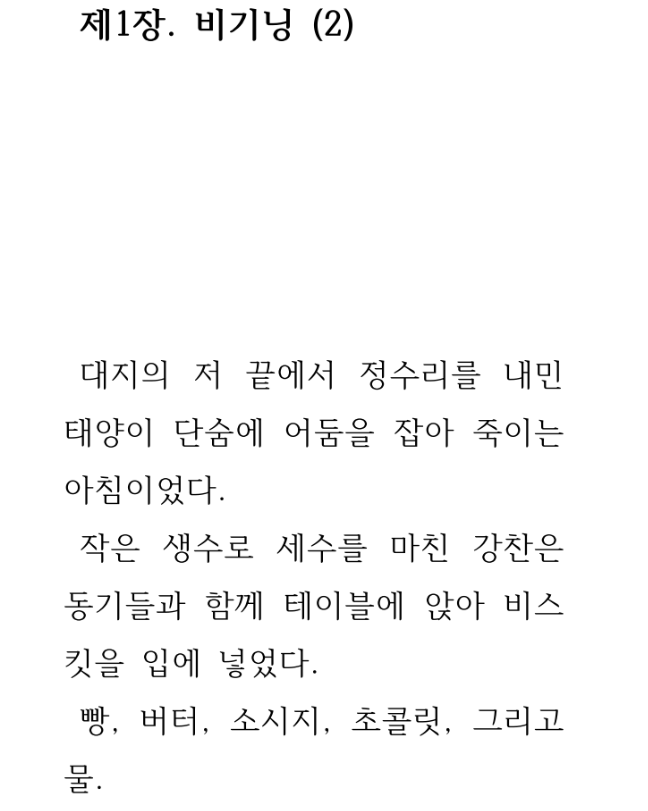 제1장. 비기닝 (2)
대지의 저 끝에서 정수리를 내민
태양이 단숨에 어둠을 잡아 죽이는
아침이었다.
작은 생수로 세수를 마친 강찬은
동기들과 함께 테이블에 앉아 비스
킷을 입에 넣었다.
빵, 버터, 소시지, 초콜릿, 그리고
물.